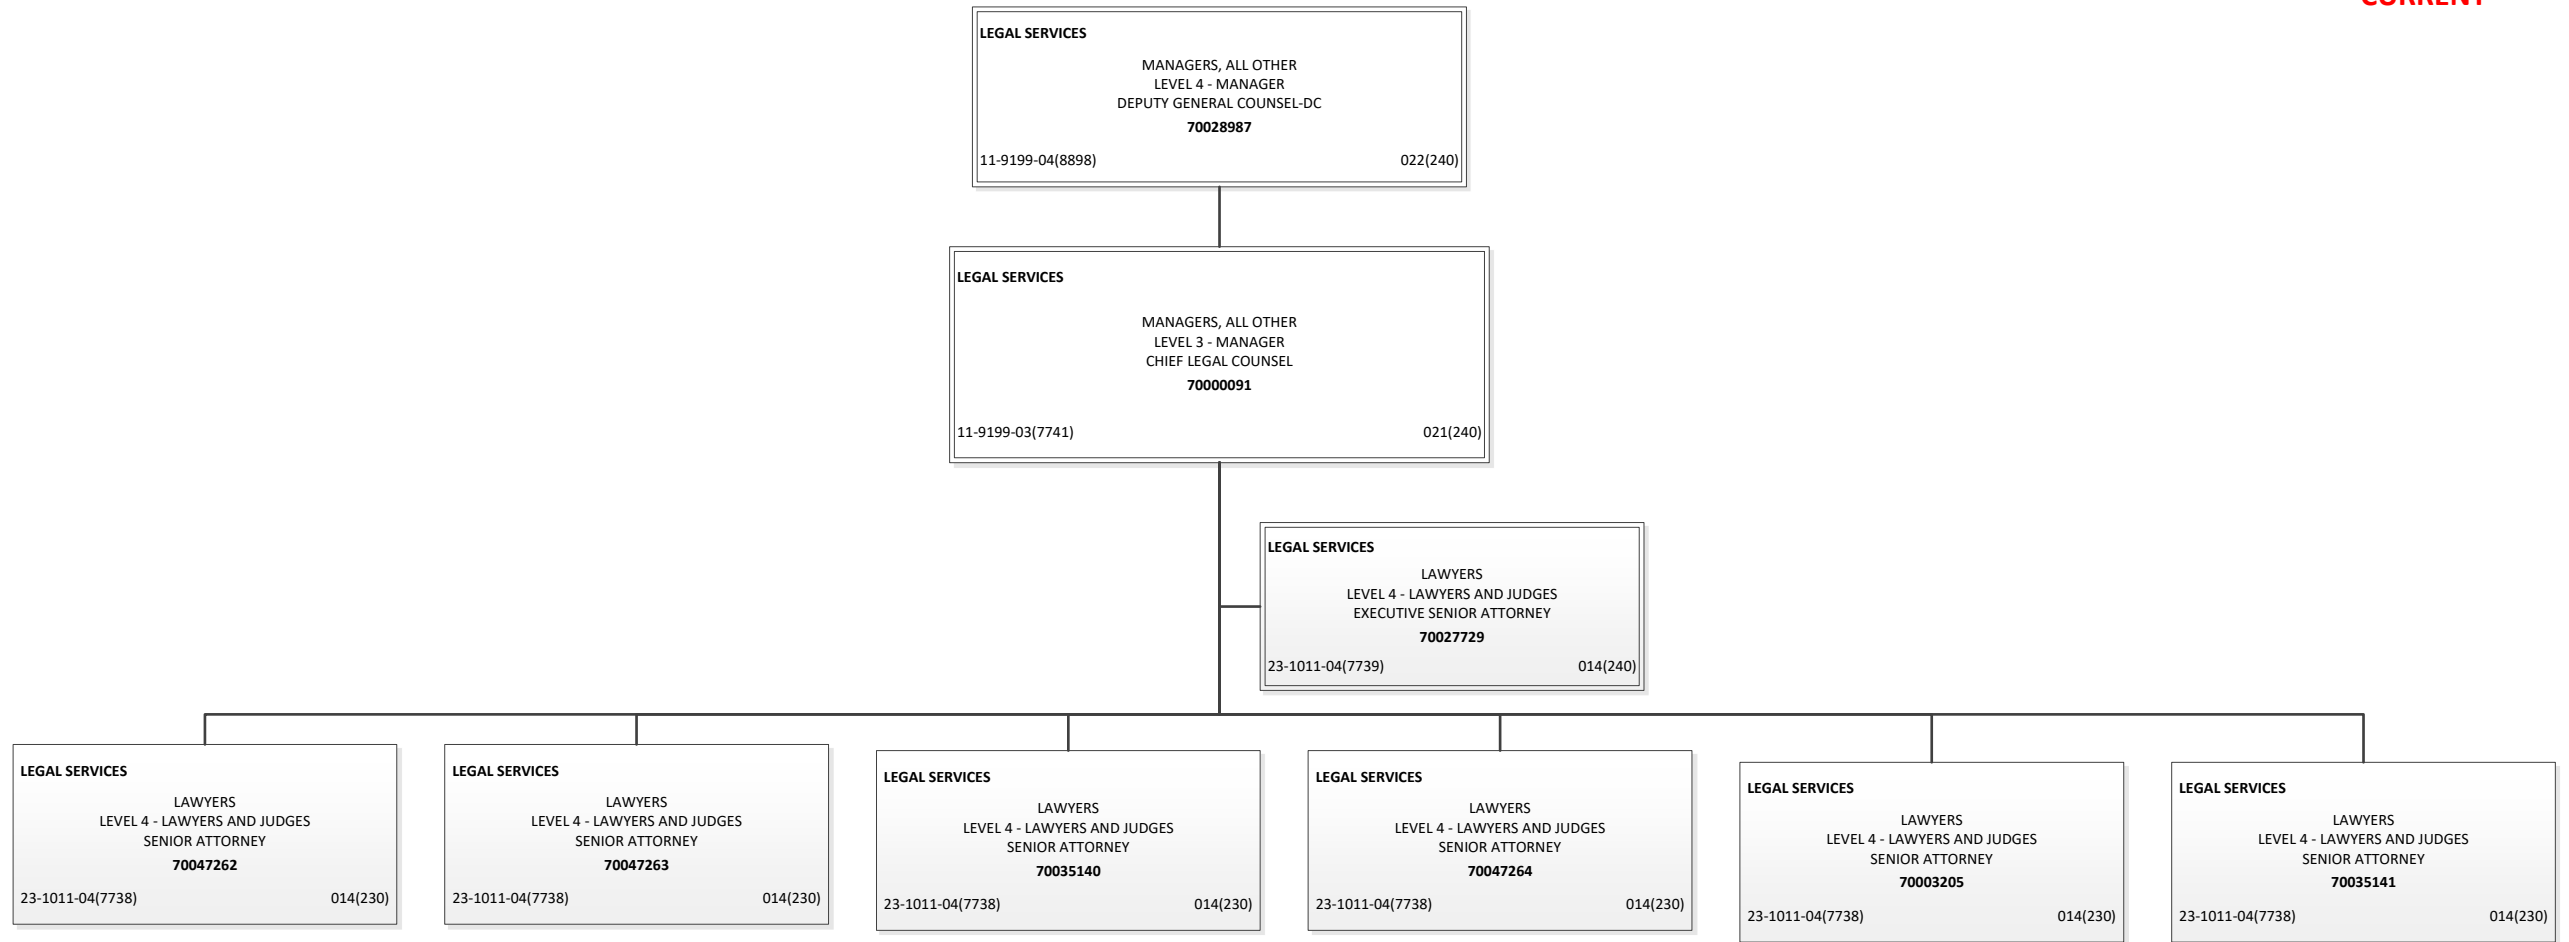 CURRENT
LEGAL SERVICES
MANAGERS, ALL OTHER
LEVEL 4 - MANAGER
DEPUTY GENERAL COUNSEL-DC
70028987
11-9199-04(8898) 022(240)
LEGAL SERVICES
MANAGERS, ALL OTHER
LEVEL 3 - MANAGER
CHIEF LEGAL COUNSEL
70000091
11-9199-03(7741) 021(240)
LEGAL SERVICES
LAWYERS
LEVEL 4 - LAWYERS AND JUDGES
EXECUTIVE SENIOR ATTORNEY
70027729
23-1011-04(7739) 014(240)
LEGAL SERVICES
LAWYERS
LEVEL 4 - LAWYERS AND JUDGES
SENIOR ATTORNEY
70047262
23-1011-04(7738) 014(230)
LEGAL SERVICES
LAWYERS
LEVEL 4 - LAWYERS AND JUDGES
SENIOR ATTORNEY
70047263
23-1011-04(7738) 014(230)
LEGAL SERVICES
LAWYERS
LEVEL 4 - LAWYERS AND JUDGES
SENIOR ATTORNEY
70035140
23-1011-04(7738) 014(230)
LEGAL SERVICES
LAWYERS
LEVEL 4 - LAWYERS AND JUDGES
SENIOR ATTORNEY
70047264
23-1011-04(7738) 014(230)
LEGAL SERVICES
LAWYERS
LEVEL 4 - LAWYERS AND JUDGES
SENIOR ATTORNEY
70003205
23-1011-04(7738) 014(230)
LEGAL SERVICES
LAWYERS
LEVEL 4 - LAWYERS AND JUDGES
SENIOR ATTORNEY
70035141
23-1011-04(7738) 014(230)